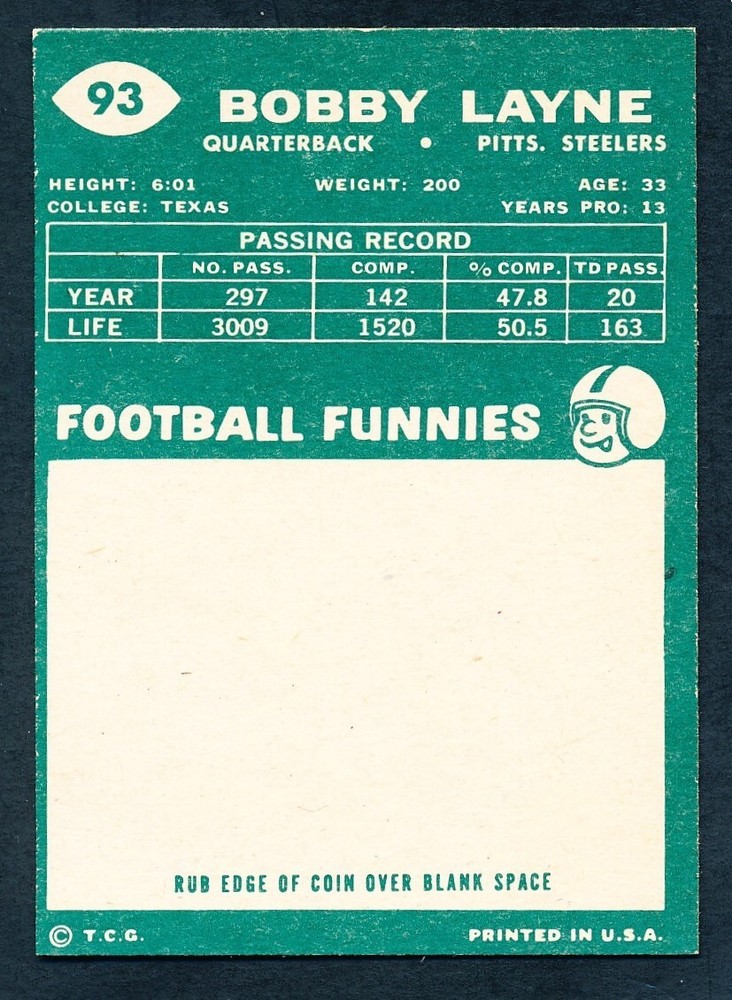 93
BOBBY LAYNE
QUARTERBACK • PITTS. STEELERS
HEIGHT: 6:01 WEIGHT: 200 AGE: 33
COLLEGE: TEXAS YEARS PRO: 13
PASSING RECORD
NO. PASS. COMP. % COMP. TD PASS.
YEAR 297 142 47.8 20
LIFE 3009 1520 50.5 163
FOOTBALL FUNNIES
RUB EDGE OF COIN OVER BLANK SPACE
© T.C.G. PRINTED IN U.S.A.